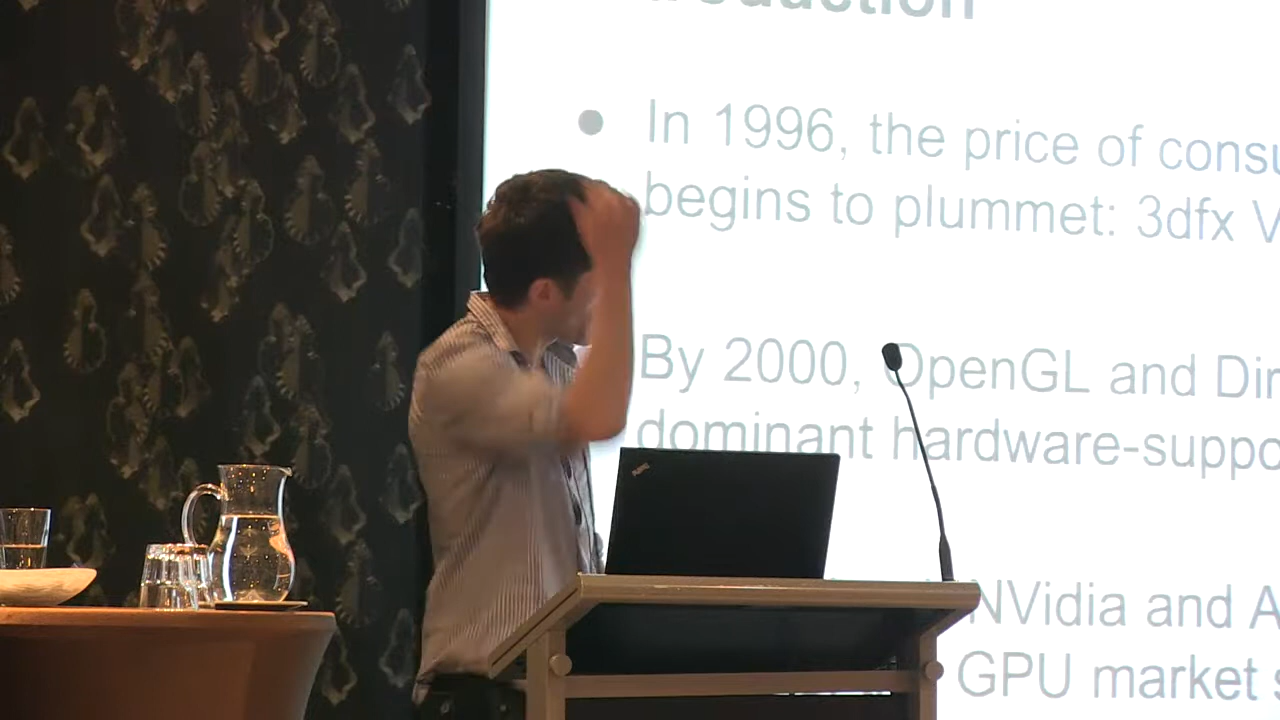 roduction
In 1996, the price of consu
begins to plummet: 3dfx V
By 2000, OpenGL and Dir
dominant hardware-suppo
NVidia and A
GPU market s